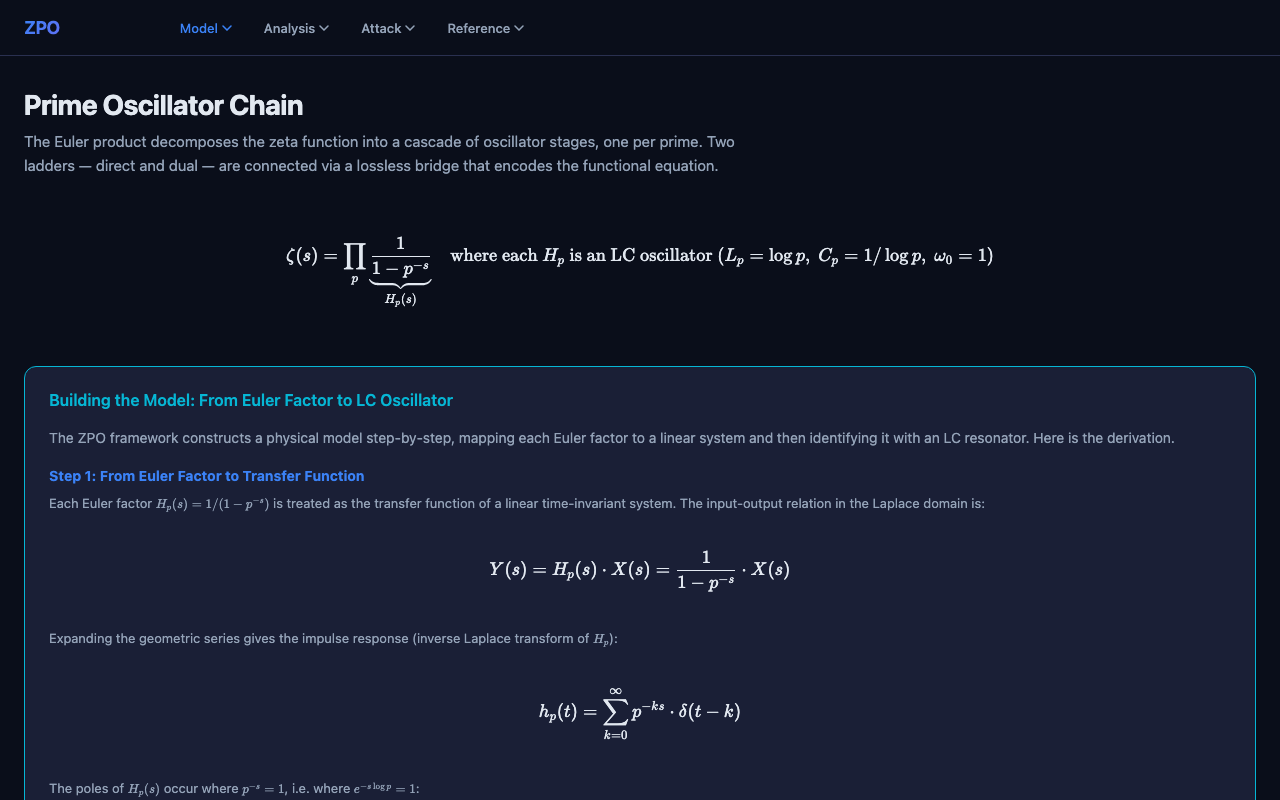 ZPO Model Analysis Attack Reference
Prime Oscillator Chain
The Euler product decomposes the zeta function into a cascade of oscillator stages, one per prime. Two
ladders — direct and dual — are connected via a lossless bridge that encodes the functional equation.
ζ(s) = ∏_p 1/(1 − p^{−s}) [H_p(s)] where each H_p is an LC oscillator (L_p = log p, C_p = 1/ log p, ω_0 = 1)
Building the Model: From Euler Factor to LC Oscillator
The ZPO framework constructs a physical model step-by-step, mapping each Euler factor to a linear system and then identifying it with an LC resonator. Here is the derivation.
Step 1: From Euler Factor to Transfer Function
Each Euler factor H_p(s) = 1/(1 − p^{−s}) is treated as the transfer function of a linear time-invariant system. The input-output relation in the Laplace domain is:
Y(s) = H_p(s) · X(s) = 1/(1 − p^{−s}) · X(s)
Expanding the geometric series gives the impulse response (inverse Laplace transform of H_p):
h_p(t) = ∑_{k=0}^{∞} p^{−ks} · δ(t − k)
The poles of H_p(s) occur where p^{−s} = 1, i.e. where e^{−s log p} = 1: